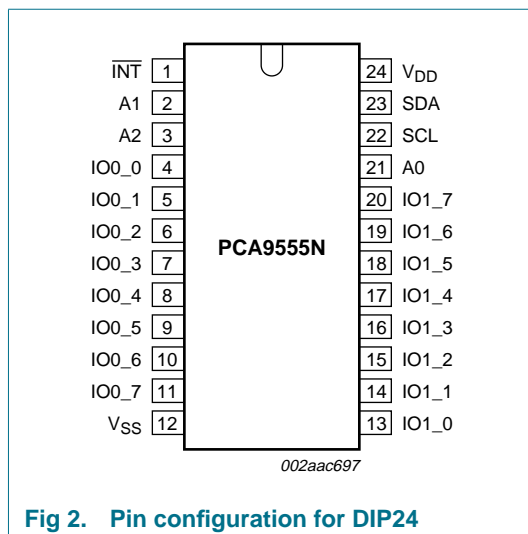 INT 1 24 VDD
A1 2 23 SDA
A2 3 22 SCL
IO0_0 4 21 A0
IO0_1 5 20 IO1_7
IO0_2 6 19 IO1_6
PCA9555N
IO0_3 7 18 IO1_5
IO0_4 8 17 IO1_4
IO0_5 9 16 IO1_3
IO0_6 10 15 IO1_2
IO0_7 11 14 IO1_1
VSS 12 13 IO1_0
002aac697
Fig 2. Pin configuration for DIP24